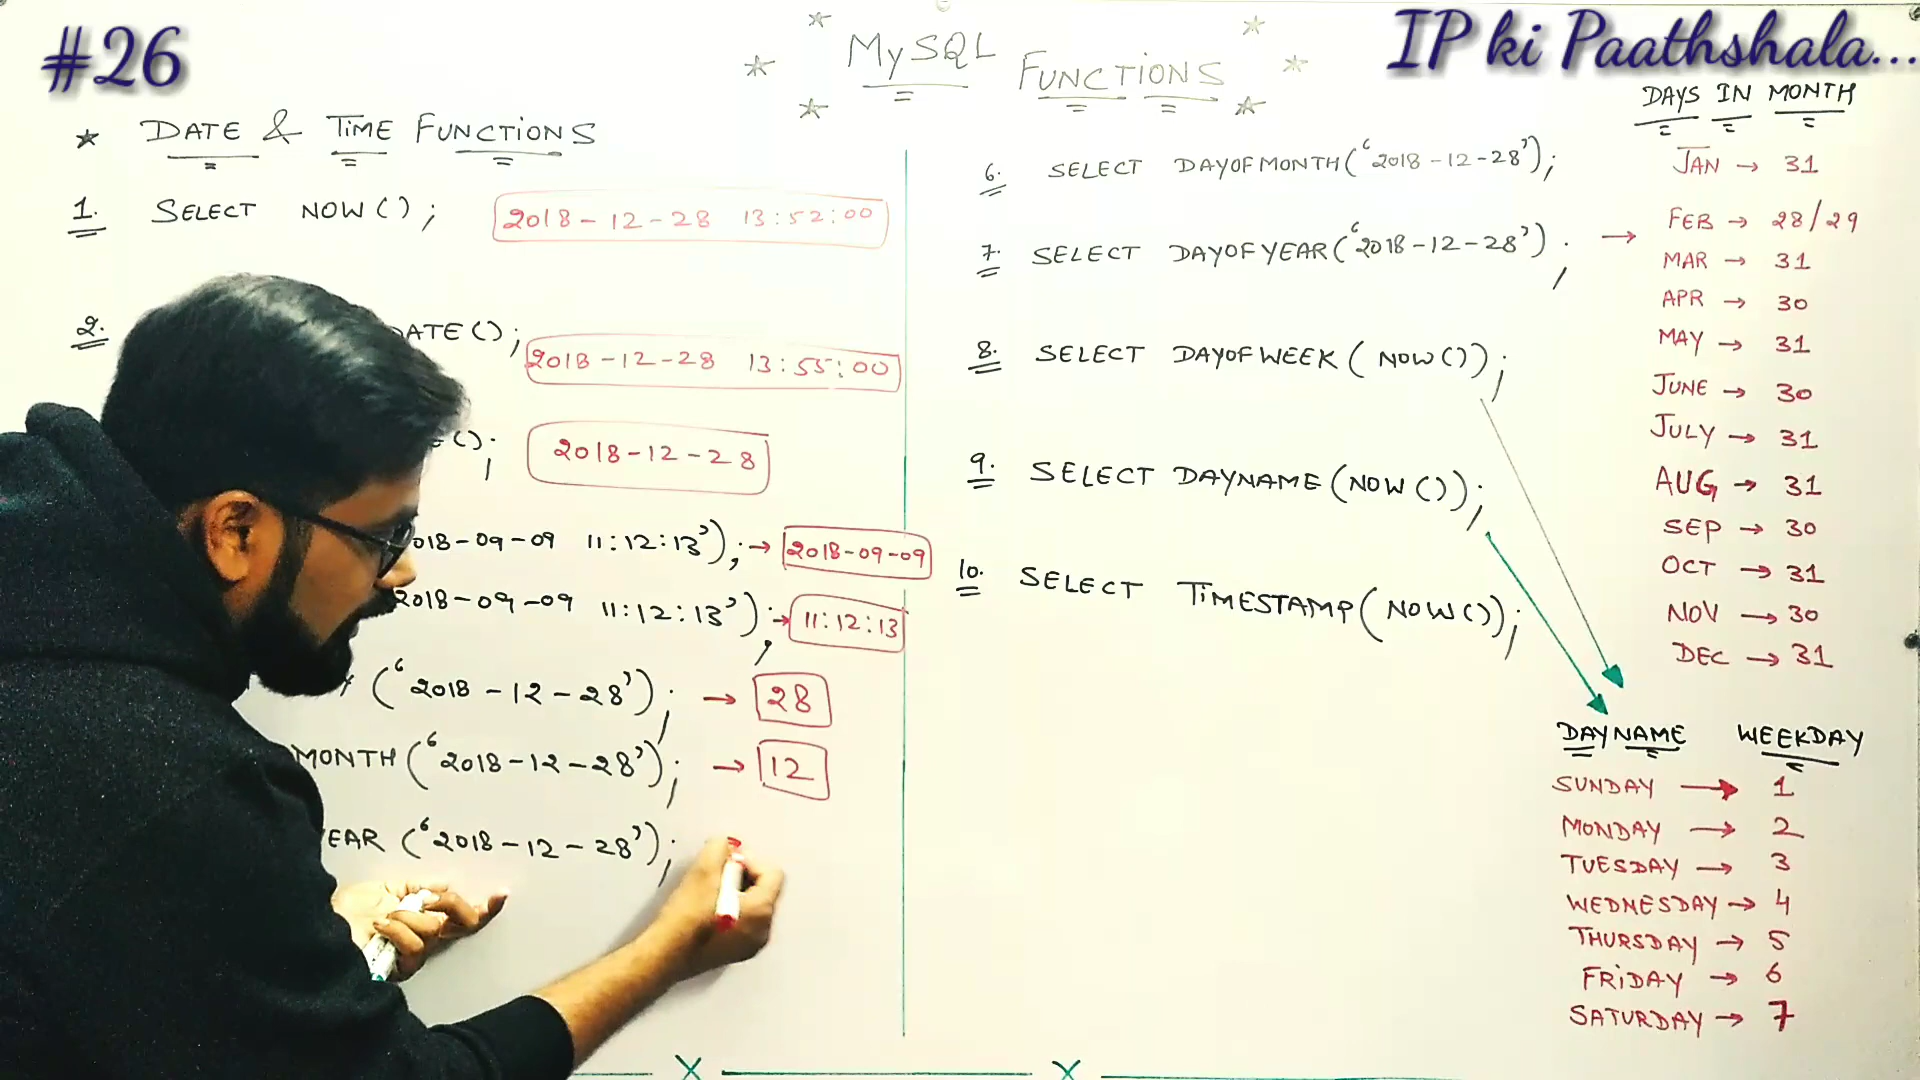 #26
IP ki Paathshala...
MySQL FUNCTIONS
DATE & TIME FUNCTIONS
1. SELECT NOW();
2018-12-28 13:52:00
2. ATE();
2018-12-28 13:55:00
();
2018-12-28
018-09-09 11:12:13'); → 2018-09-09
2018-09-09 11:12:13'); → 11:12:13
('2018-12-28'); → 28
MONTH('2018-12-28'); → 12
EAR ('2018-12-28');
6. SELECT DAYOFMONTH('2018-12-28');
7. SELECT DAYOFYEAR('2018-12-28'); →
8. SELECT DAYOFWEEK(NOW());
9. SELECT DAYNAME(NOW());
10. SELECT TIMESTAMP(NOW());
DAYS IN MONTH
JAN → 31
FEB → 28/29
MAR → 31
APR → 30
MAY → 31
JUNE → 30
JULY → 31
AUG → 31
SEP → 30
OCT → 31
NOV → 30
DEC → 31
DAYNAME WEEKDAY
SUNDAY → 1
MONDAY → 2
TUESDAY → 3
WEDNESDAY → 4
THURSDAY → 5
FRIDAY → 6
SATURDAY → 7